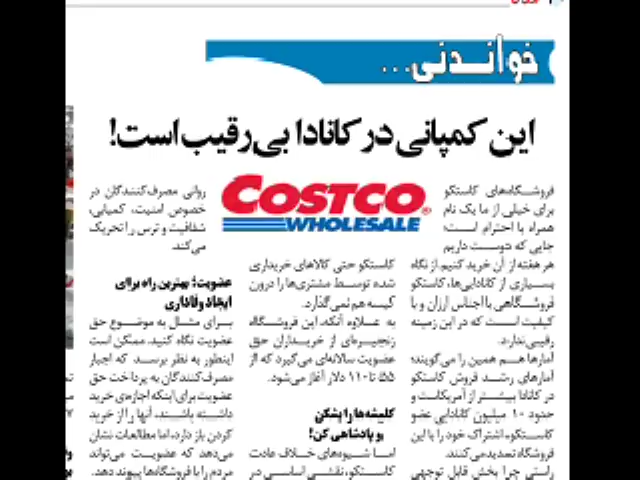 خواندنی...
این کمپانی در کانادا بی‌رقیب است!
فروشگاه‌های کاستکو
برای خیلی از ما یک نام
همراه با احترام است؛
جایی که دوست داریم
هر هفته از آن خرید کنیم. از نگاه
بسیاری از کانادایی‌ها، کاستکو
فروشگاهی با اجناس ارزان و با
کیفیت است که در این زمینه
رقیبی ندارد.
آمارها هم همین را می‌گویند؛
آمارهای رشد فروش کاستکو
در کانادا بیشتر از آمریکاست و
حدود ۱۰ میلیون کانادایی عضو
کاستکو، اشتراک خود را با این
فروشگاه تمدید می‌کنند.
راستی چرا بخش قابل توجهی
COSTCO
WHOLESALE
کاستکو حتی کالاهای خریداری
شده توسط مشتری‌ها را درون
کیسه هم نمی‌گذارد.
به علاوه آنکه، این فروشگاه
زنجیره‌ای از خریداران حق
عضویت سالانه‌ای می‌گیرد که از
۵۵ تا ۱۱۰ دلار آغاز می‌شود.
کلیشه‌ها را بشکن
و پادشاهی کن!
اما شیوه‌های خلاف عادت
کاستکو، نقشی اساسی در
روانی مصرف‌کنندگان در
خصوص امنیت، کمیابی،
شفافیت و ترس را تحریک
می‌کند.
عضویت؛ بهترین راه برای
ایجاد وفاداری
برای مثال به موضوع حق
عضویت نگاه کنید. ممکن است
اینطور به نظر برسد که اجبار
مصرف‌کنندگان به پرداخت حق
عضویت برای اینکه اجازه‌ی خرید
داشته باشند، آنها را از خرید
کردن باز دارد، اما مطالعات نشان
می‌دهد که عضویت می‌تواند
مردم را با فروشگاه‌ها پیوند دهد.